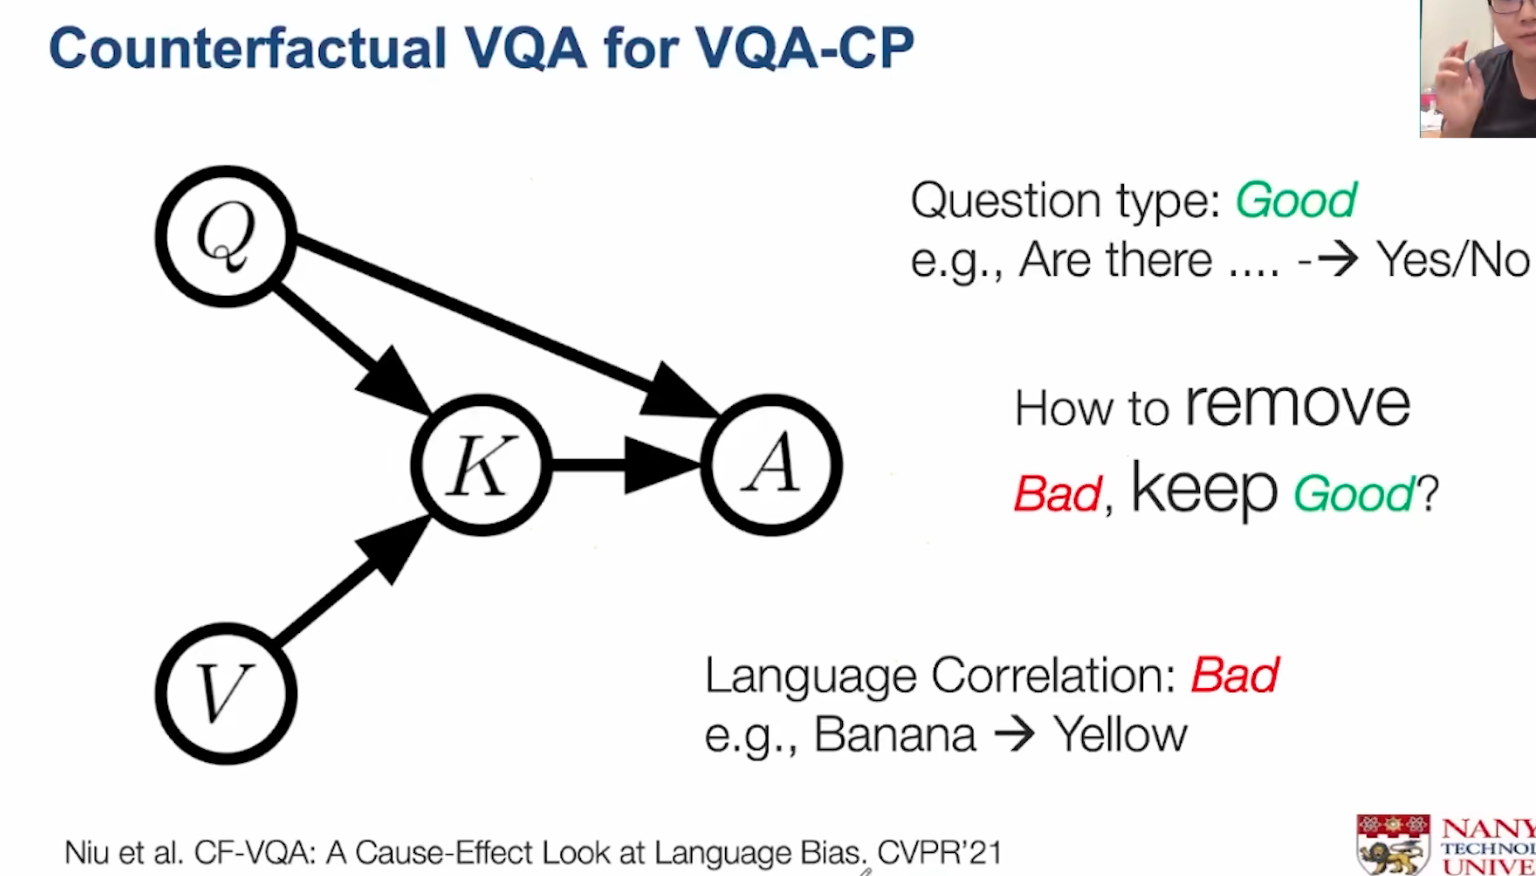 Counterfactual VQA for VQA-CP
Q
K
A
V
Question type: Good
e.g., Are there .... -→ Yes/No
How to remove
Bad, keep Good?
Language Correlation: Bad
e.g., Banana → Yellow
Niu et al. CF-VQA: A Cause-Effect Look at Language Bias. CVPR’21
NANY
TECHNOL
UNIVE